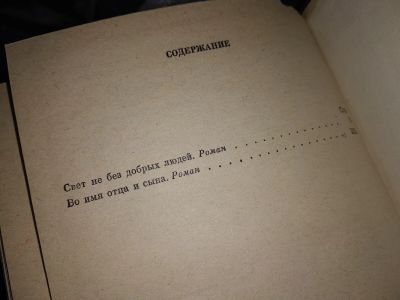 СОДЕРЖАНИЕ
Свет не без добрых людей. Роман . . . . . . . . . .
Во имя отца и сына. Роман . . . . . . . . . . . .